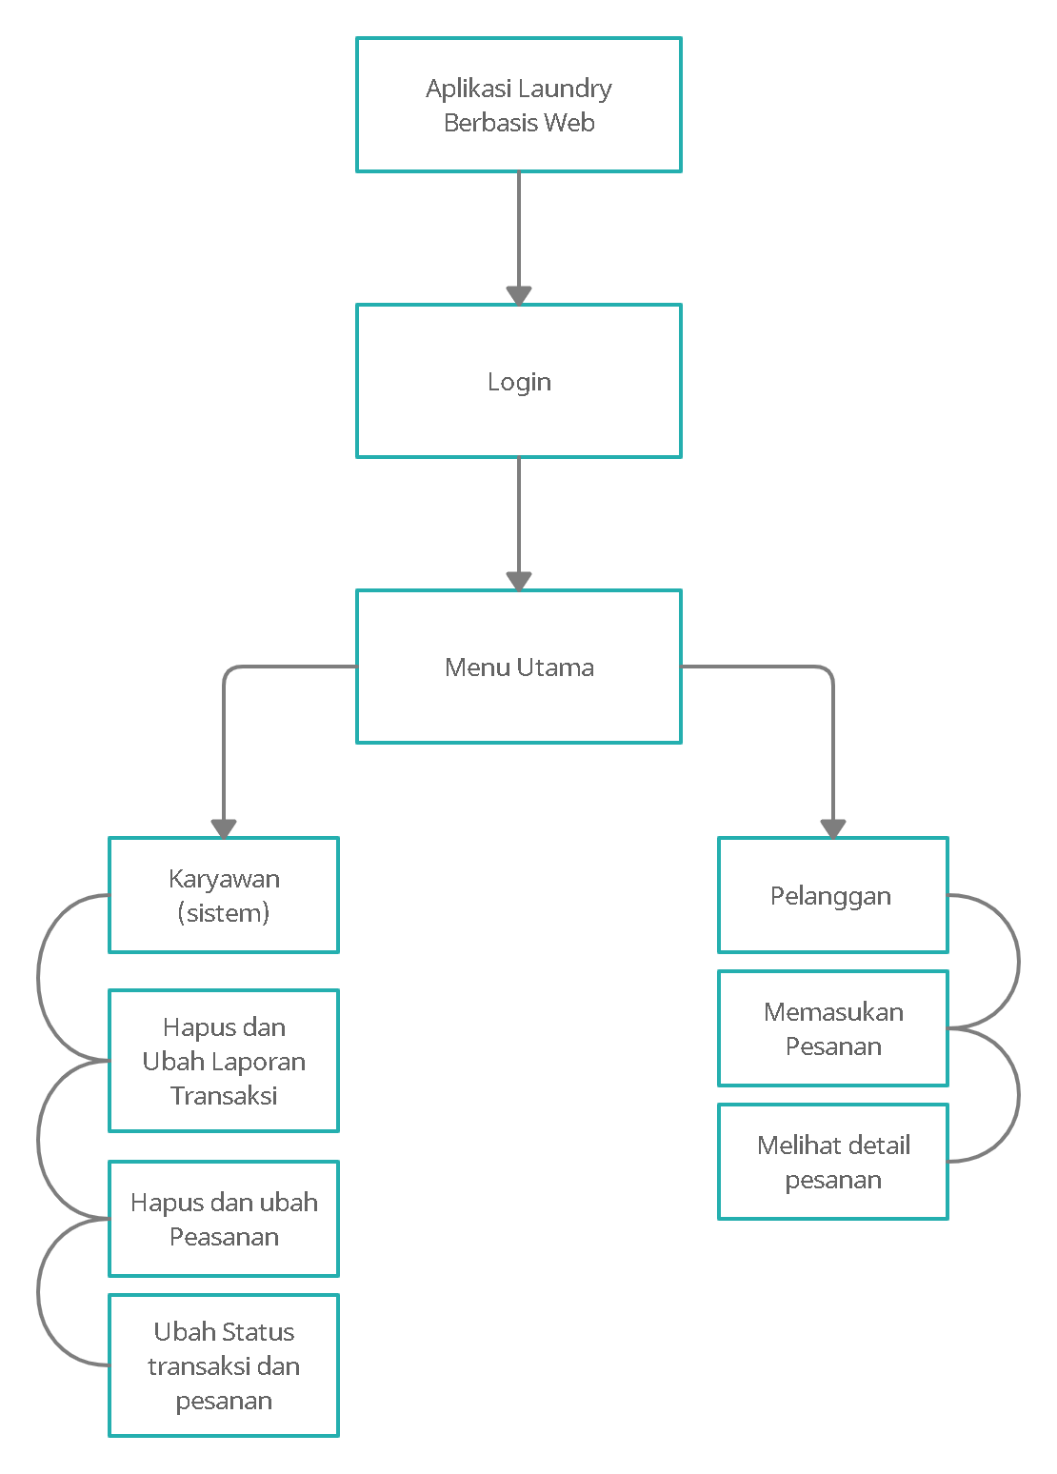 Aplikasi Laundry
Berbasis Web
Login
Menu Utama
Karyawan
(sistem)
Hapus dan
Ubah Laporan
Transaksi
Hapus dan ubah
Peasanan
Ubah Status
transaksi dan
pesanan
Pelanggan
Memasukan
Pesanan
Melihat detail
pesanan